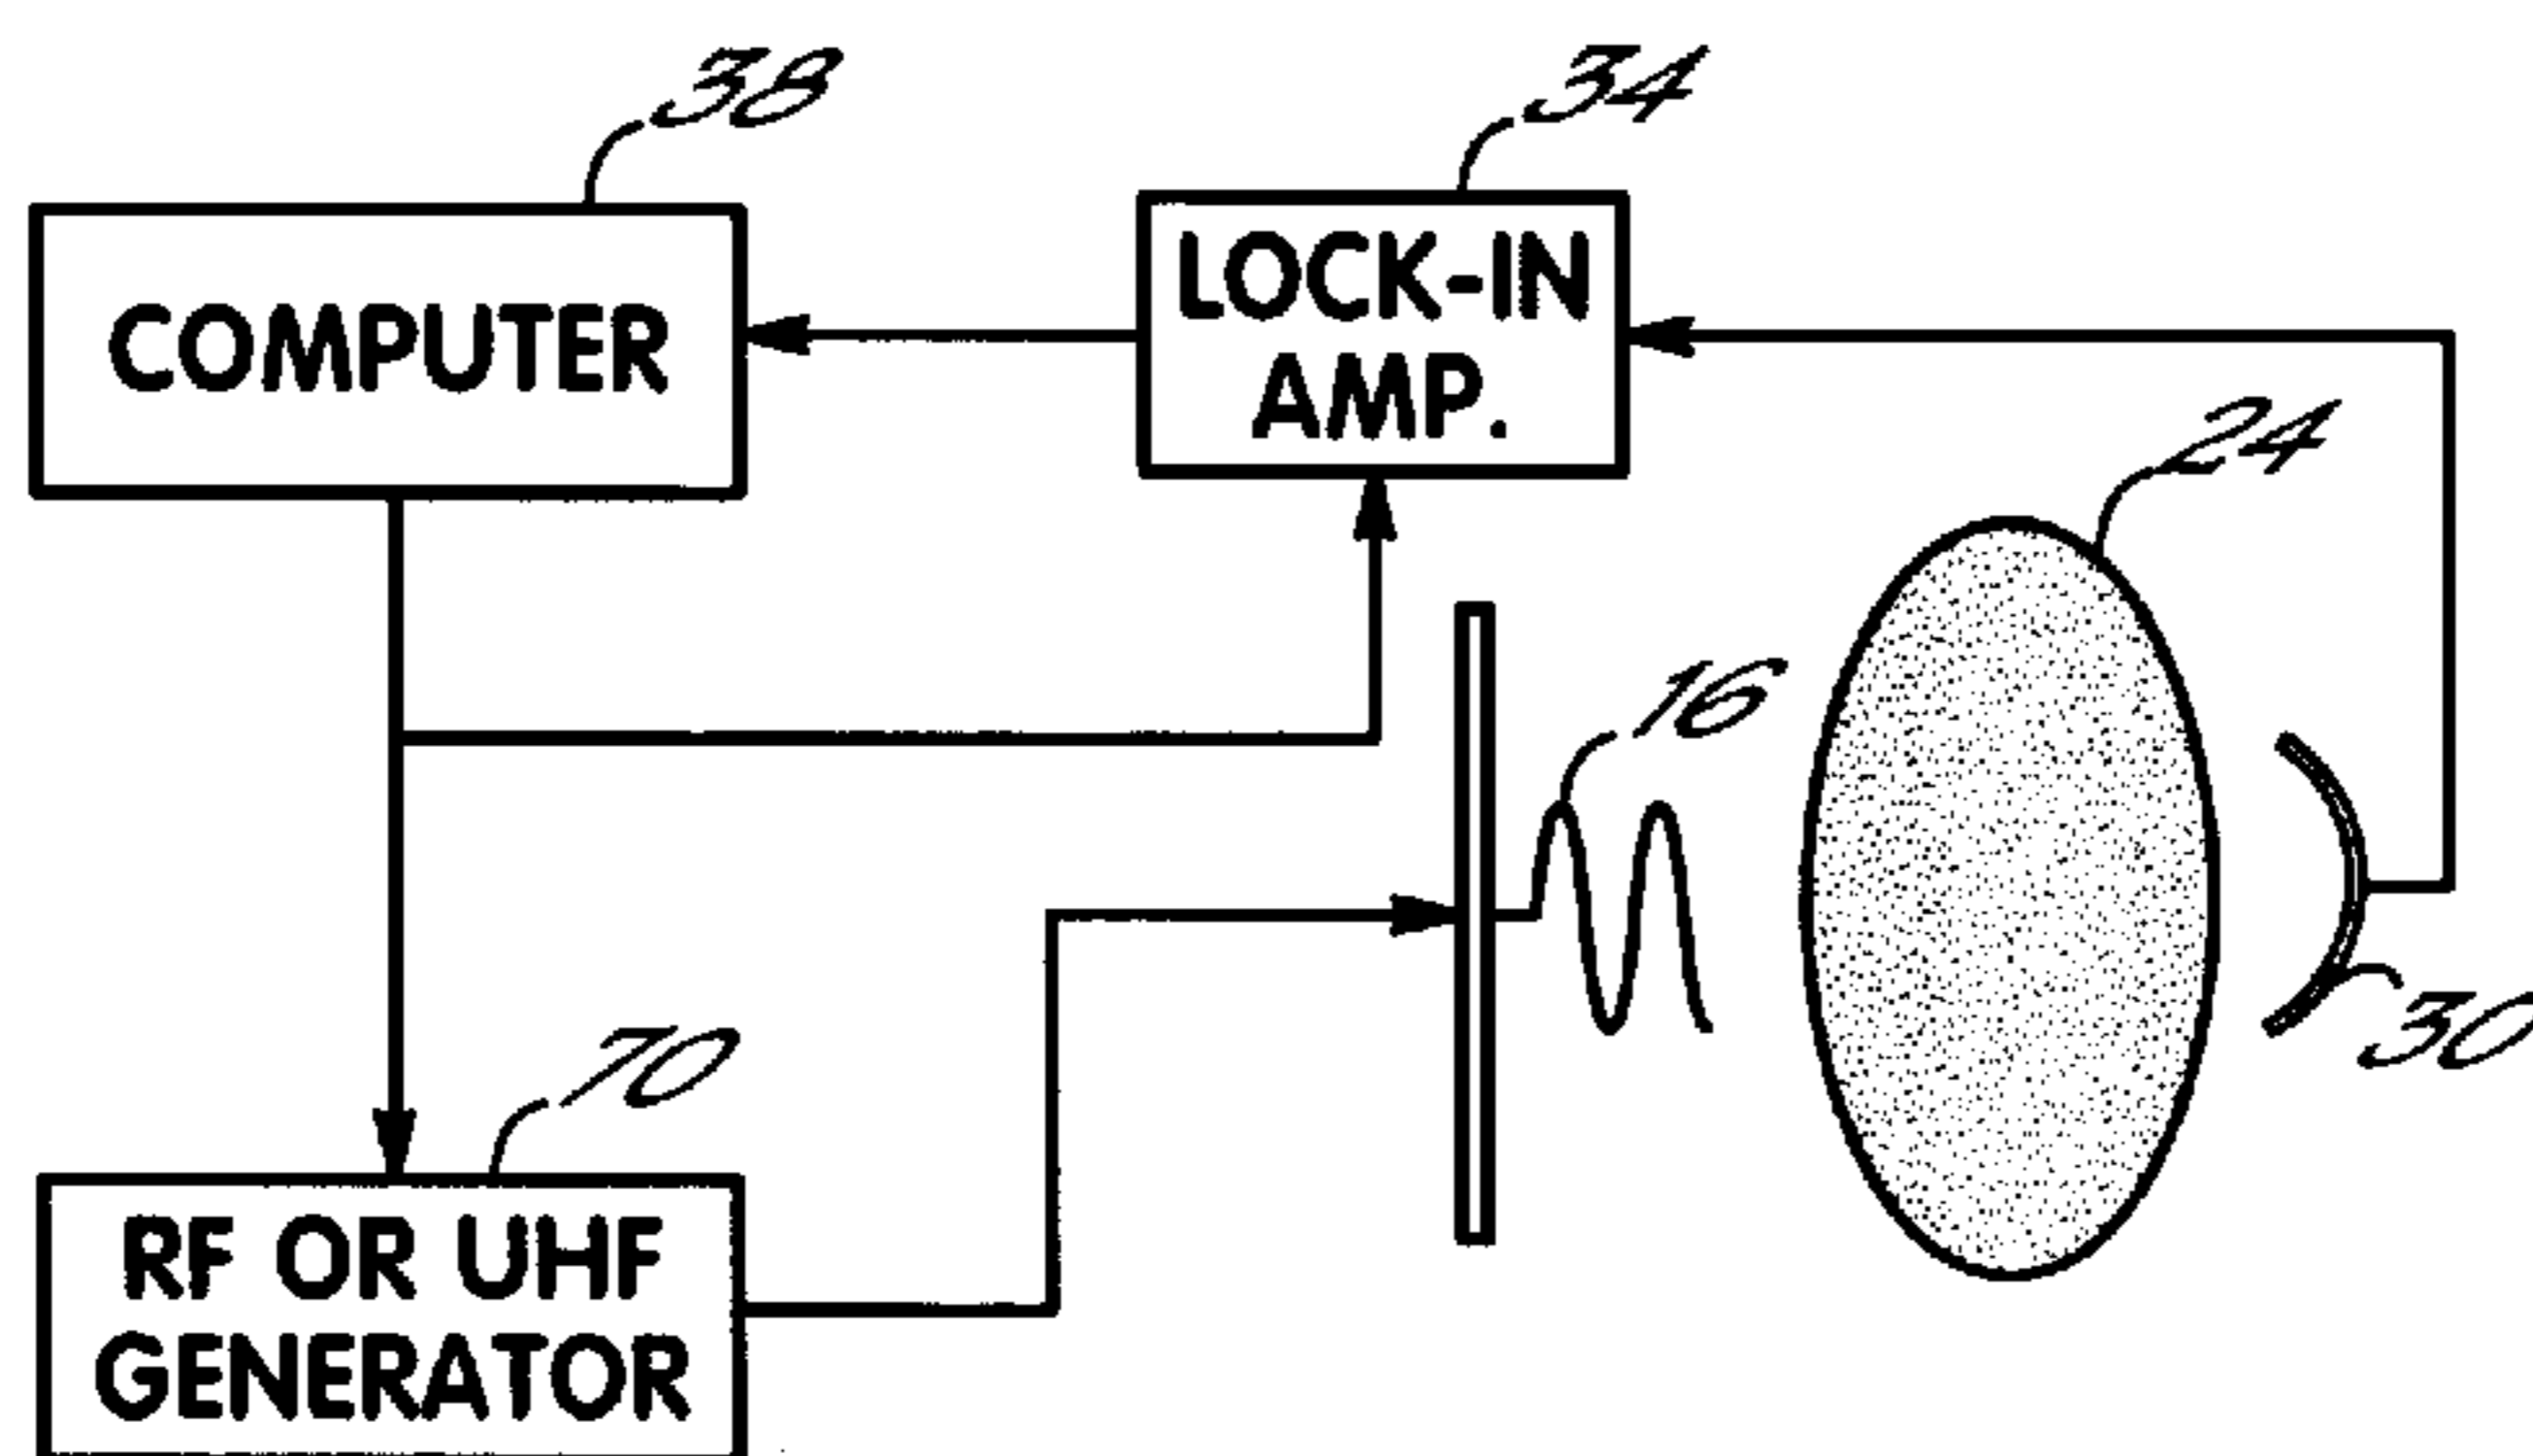 38
34
COMPUTER
LOCK-IN
AMP.
24
16
70
30
RF OR UHF
GENERATOR